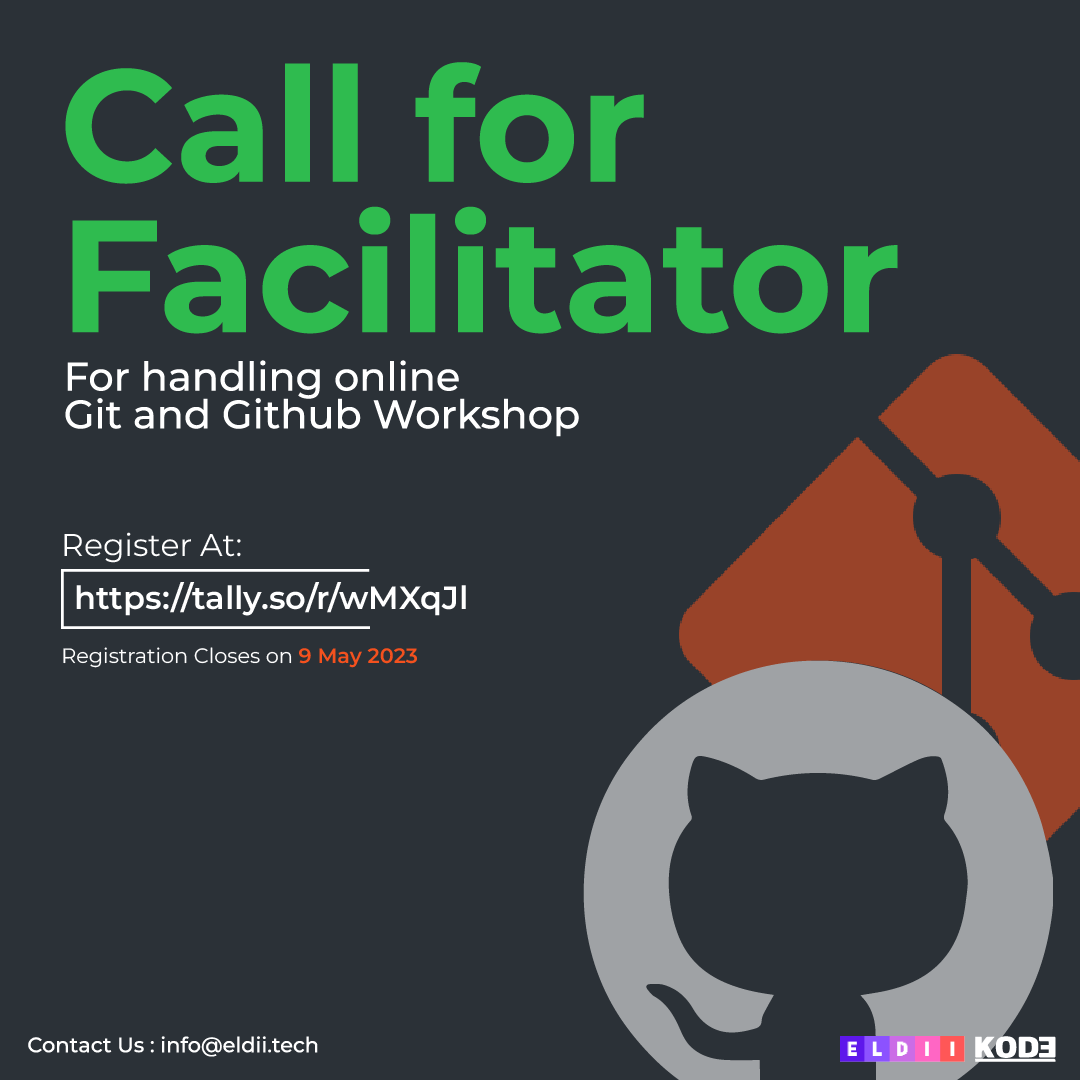 Call for
Facilitator
For handling online
Git and Github Workshop
Register At:
https://tally.so/r/wMXqJl
Registration Closes on 9 May 2023
Contact Us : info@eldii.tech
ELDII KODE